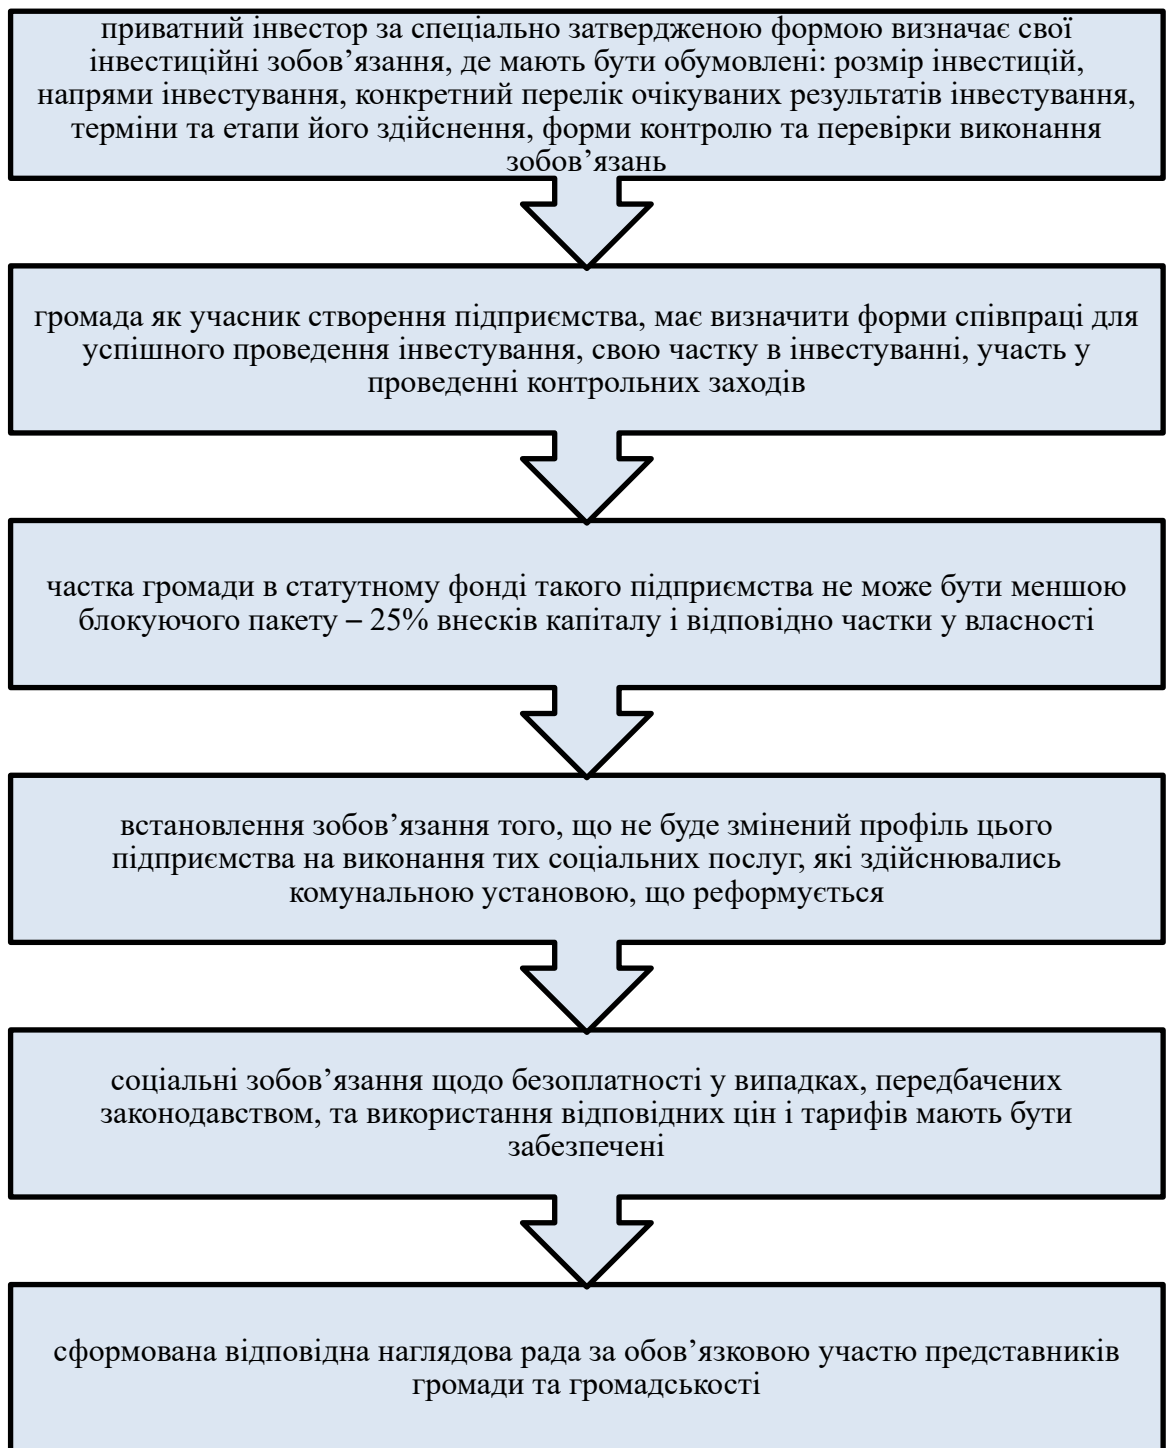 приватний інвестор за спеціально затвердженою формою визначає свої
інвестиційні зобов’язання, де мають бути обумовлені: розмір інвестицій,
напрями інвестування, конкретний перелік очікуваних результатів інвестування,
терміни та етапи його здійснення, форми контролю та перевірки виконання
зобов’язань
громада як учасник створення підприємства, має визначити форми співпраці для
успішного проведення інвестування, свою частку в інвестуванні, участь у
проведенні контрольних заходів
частка громади в статутному фонді такого підприємства не може бути меншою
блокуючого пакету – 25% внесків капіталу і відповідно частки у власності
встановлення зобов’язання того, що не буде змінений профіль цього
підприємства на виконання тих соціальних послуг, які здійснювались
комунальною установою, що реформується
соціальні зобов’язання щодо безоплатності у випадках, передбачених
законодавством, та використання відповідних цін і тарифів мають бути
забезпечені
сформована відповідна наглядова рада за обов’язковою участю представників
громади та громадськості